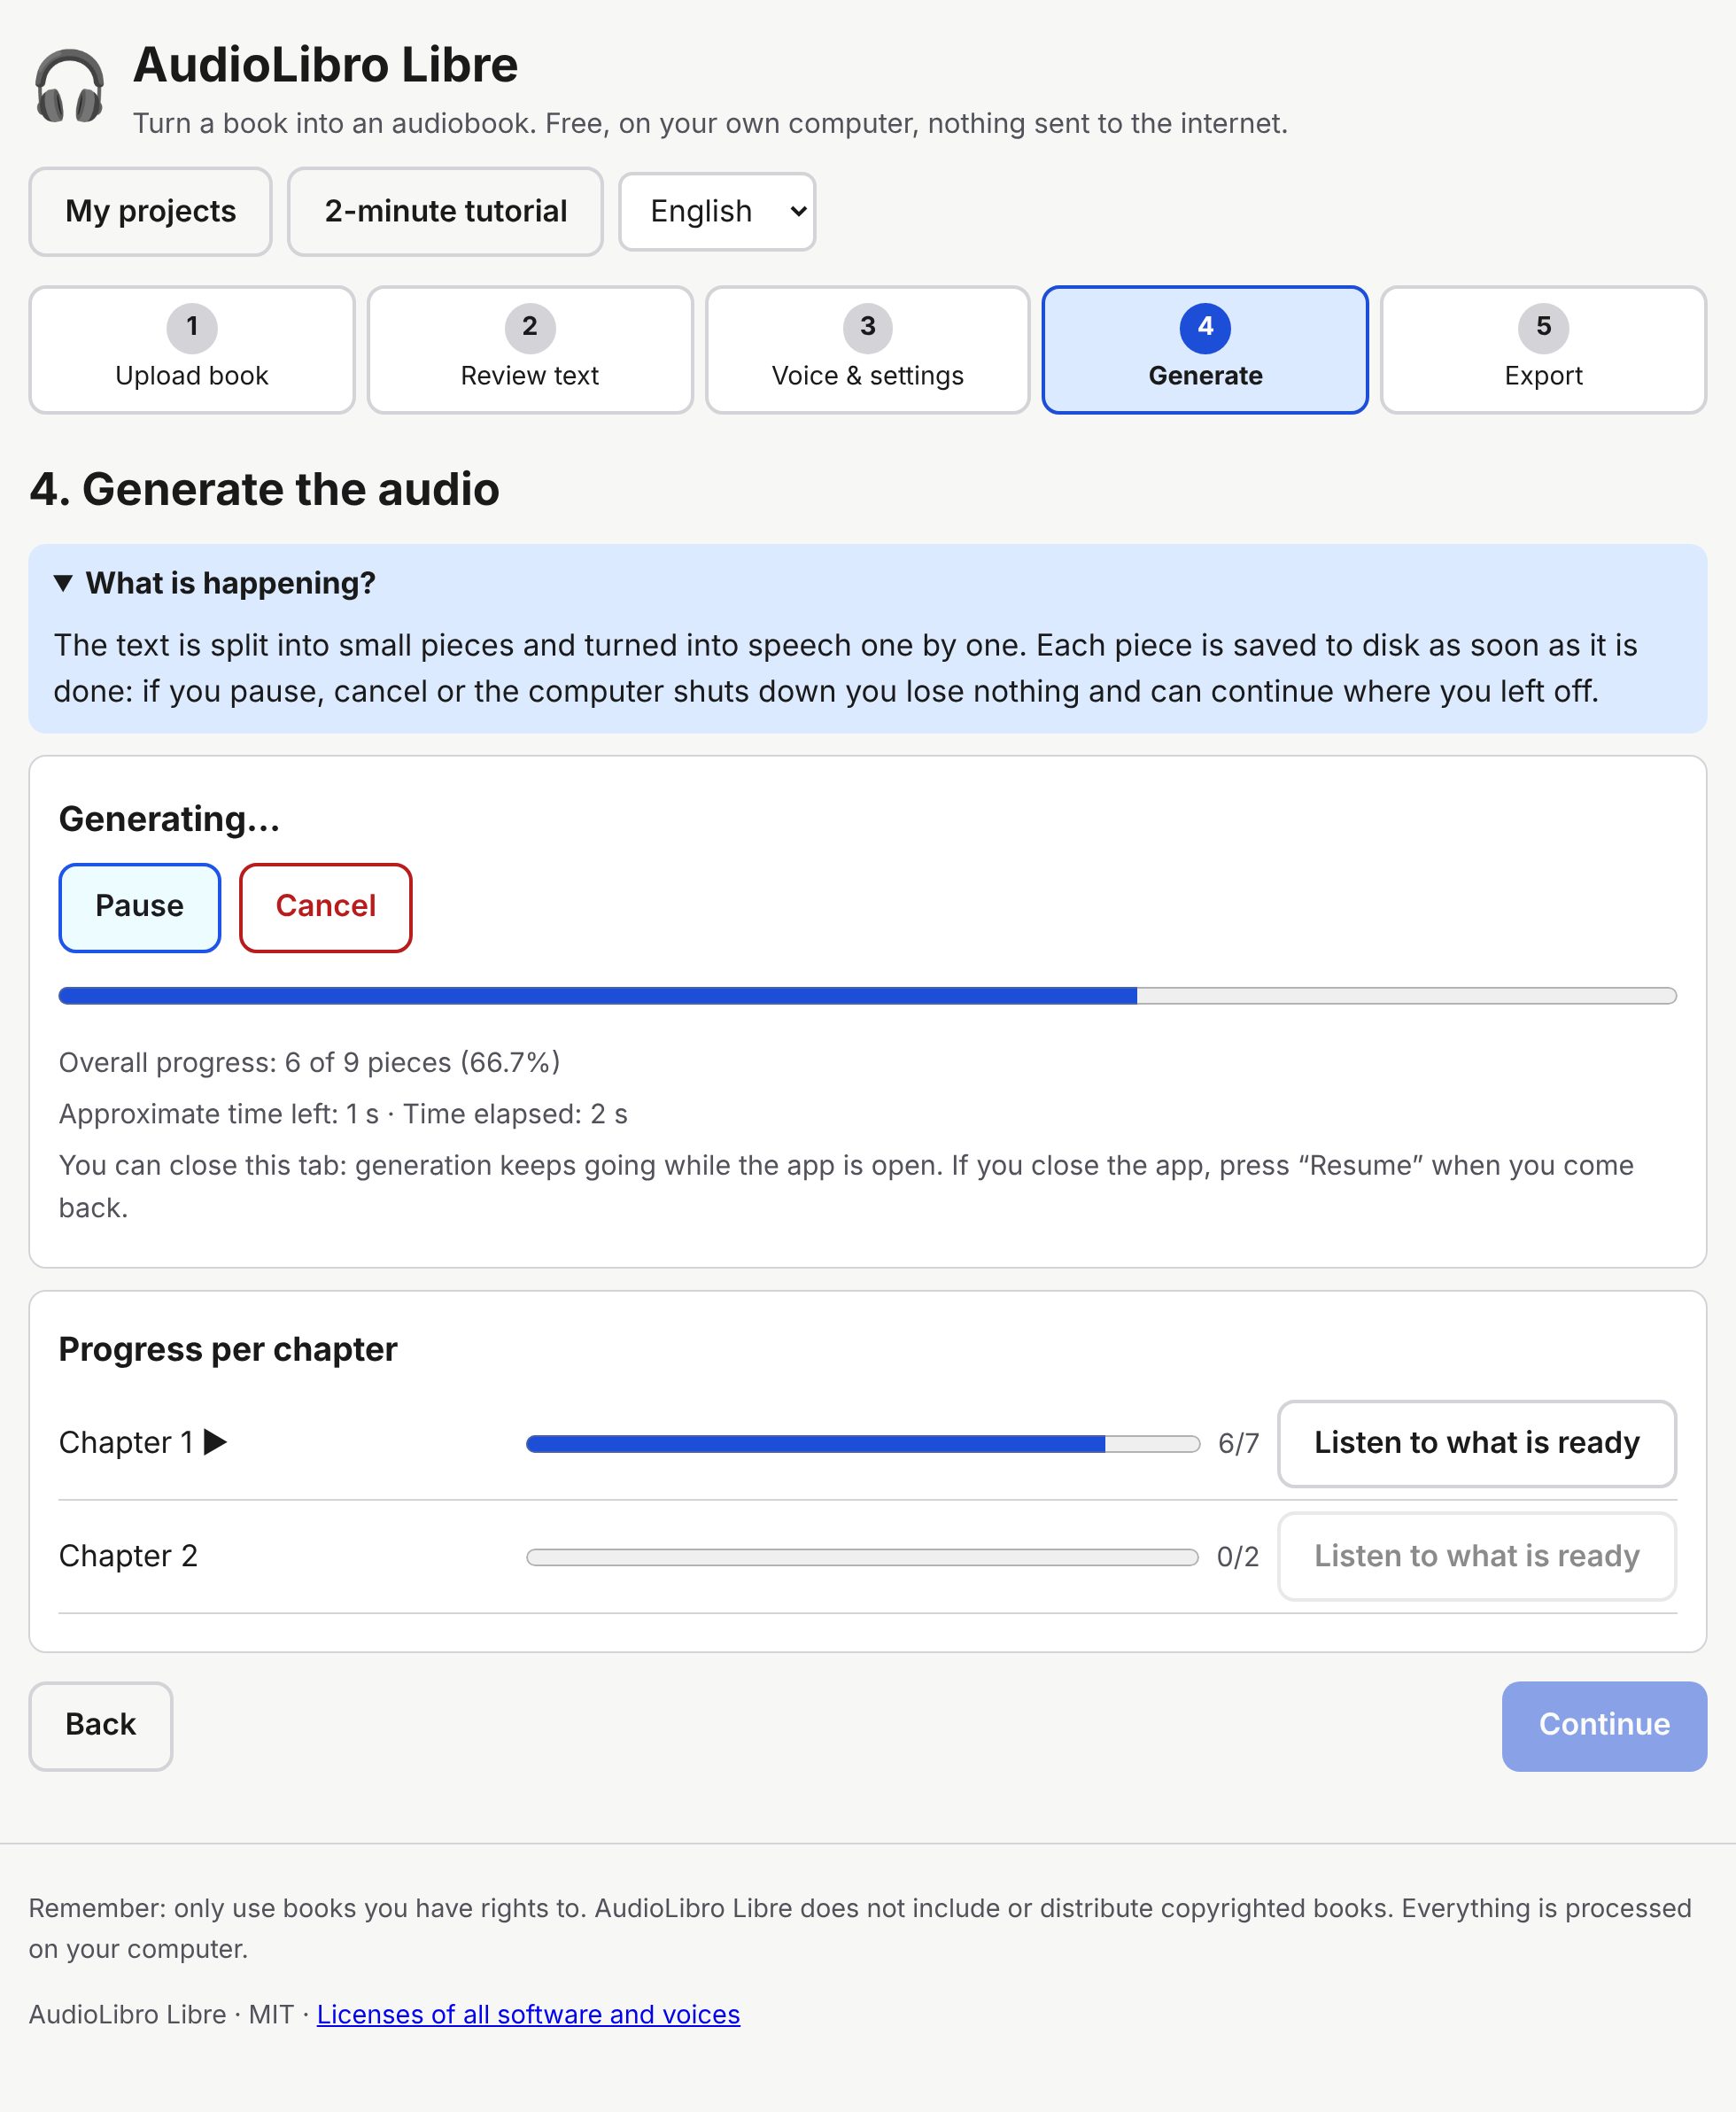 AudioLibro Libre
Turn a book into an audiobook. Free, on your own computer, nothing sent to the internet.
My projects
2-minute tutorial
English
1
Upload book
2
Review text
3
Voice & settings
4
Generate
5
Export
4. Generate the audio
▼ What is happening?
The text is split into small pieces and turned into speech one by one. Each piece is saved to disk as soon as it is
done: if you pause, cancel or the computer shuts down you lose nothing and can continue where you left off.
Generating…
Pause
Cancel
Overall progress: 6 of 9 pieces (66.7%)
Approximate time left: 1 s · Time elapsed: 2 s
You can close this tab: generation keeps going while the app is open. If you close the app, press “Resume” when you come
back.
Progress per chapter
Chapter 1 ▶ 6/7 Listen to what is ready
Chapter 2 0/2 Listen to what is ready
Back
Continue
Remember: only use books you have rights to. AudioLibro Libre does not include or distribute copyrighted books. Everything is processed
on your computer.
AudioLibro Libre · MIT · Licenses of all software and voices